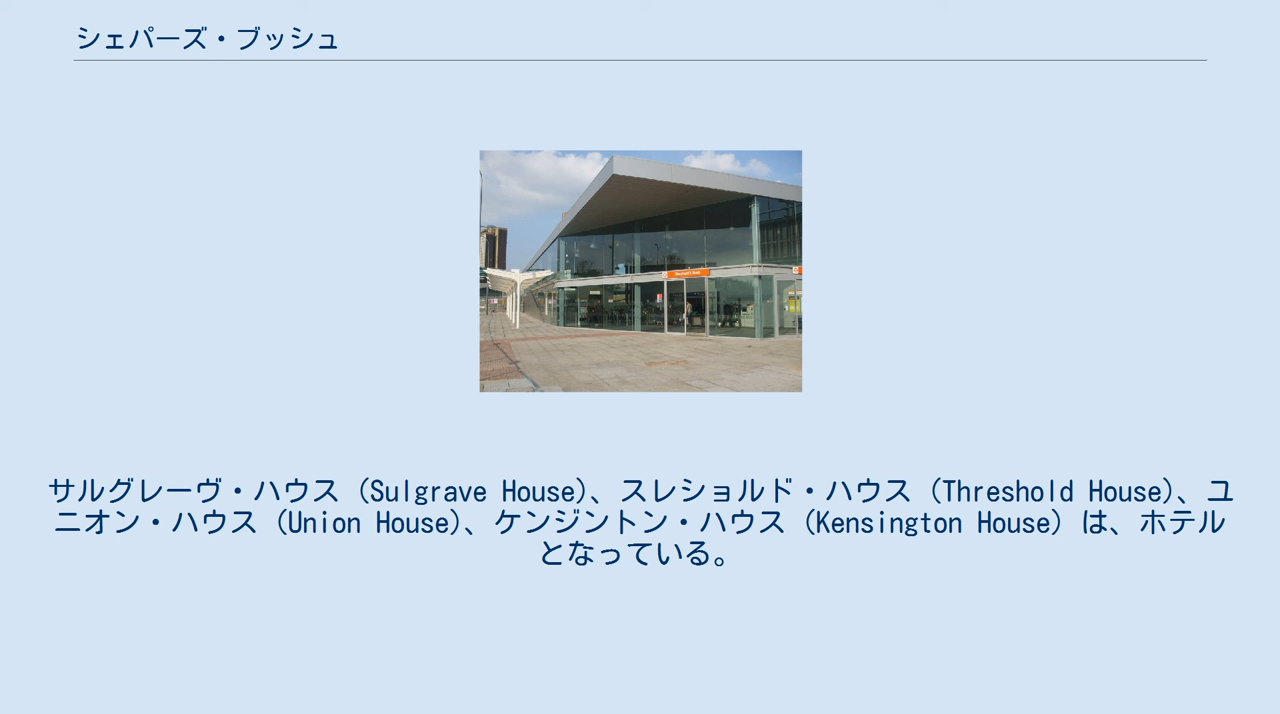 シェパーズ・ブッシュ
サルグレーヴ・ハウス (Sulgrave House)、スレショルド・ハウス (Threshold House)、ユ
ニオン・ハウス (Union House)、ケンジントン・ハウス (Kensington House) は、ホテル
となっている。